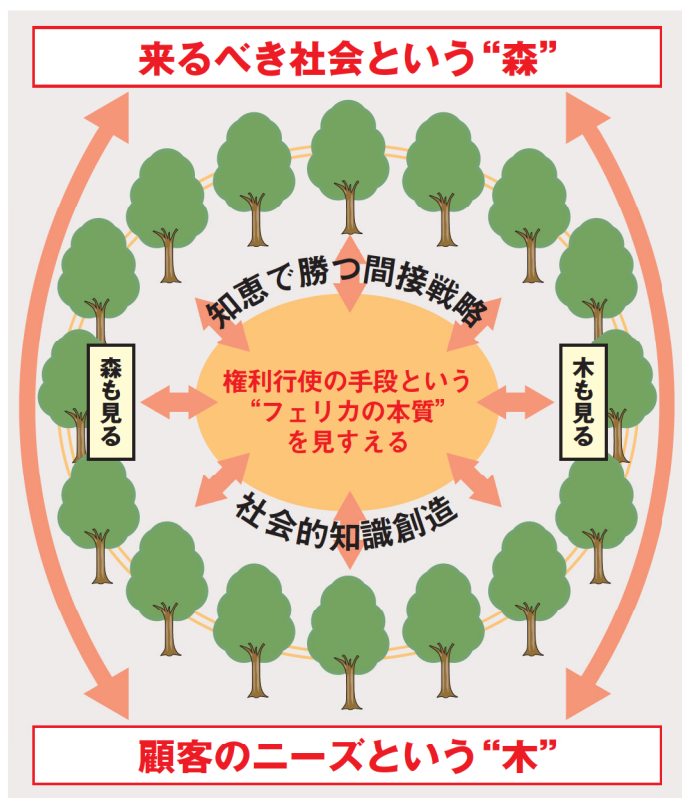 来るべき社会という“森”
知恵で勝つ間接戦略
森も見る
権利行使の手段という
“フェリカの本質”
を見すえる
木も見る
社会的知識創造
顧客のニーズという“木”